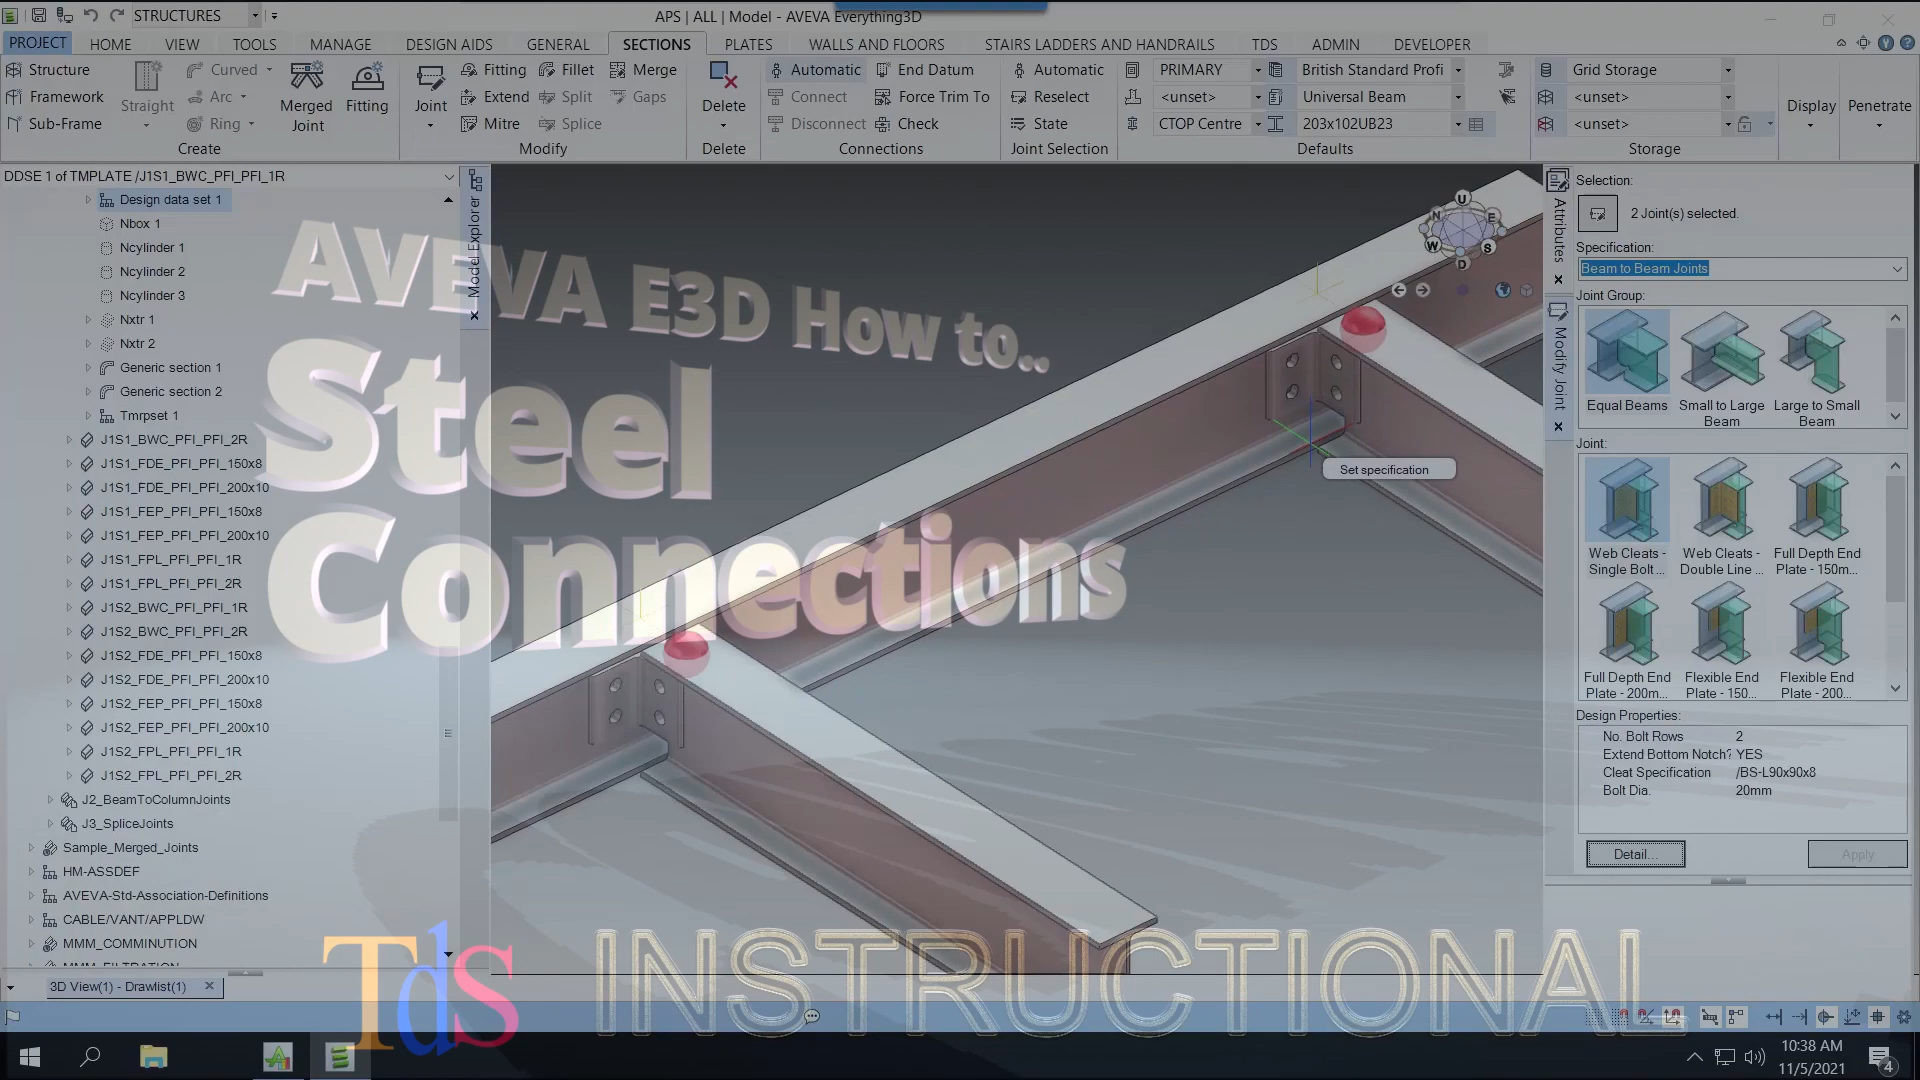 STRUCTURES
APS | ALL | Model - AVEVA Everything3D
PROJECT HOME VIEW TOOLS MANAGE DESIGN AIDS GENERAL SECTIONS PLATES WALLS AND FLOORS STAIRS LADDERS AND HANDRAILS TDS ADMIN DEVELOPER
Structure
Framework
Sub-Frame
Straight
Curved
Arc
Ring
Merged Joint
Fitting
Create
Joint
Fitting
Extend
Mitre
Fillet
Split
Splice
Merge
Gaps
Modify
Delete
Delete
Automatic
Connect
Disconnect
End Datum
Force Trim To
Check
Connections
Automatic
Reselect
State
Joint Selection
PRIMARY
<unset>
CTOP Centre
British Standard Profi
Universal Beam
203x102UB23
Defaults
Grid Storage
<unset>
<unset>
Storage
Display
Penetrate
DDSE 1 of TMPLATE /J1S1_BWC_PFI_PFI_1R
Design data set 1
Nbox 1
Ncylinder 1
Ncylinder 2
Ncylinder 3
Nxtr 1
Nxtr 2
Generic section 1
Generic section 2
Tmrpset 1
J1S1_BWC_PFI_PFI_2R
J1S1_FDE_PFI_PFI_150x8
J1S1_FDE_PFI_PFI_200x10
J1S1_FEP_PFI_PFI_150x8
J1S1_FEP_PFI_PFI_200x10
J1S1_FPL_PFI_PFI_1R
J1S1_FPL_PFI_PFI_2R
J1S2_BWC_PFI_PFI_1R
J1S2_BWC_PFI_PFI_2R
J1S2_FDE_PFI_PFI_150x8
J1S2_FDE_PFI_PFI_200x10
J1S2_FEP_PFI_PFI_150x8
J1S2_FEP_PFI_PFI_200x10
J1S2_FPL_PFI_PFI_1R
J1S2_FPL_PFI_PFI_2R
J2_BeamToColumnJoints
J3_SpliceJoints
Sample_Merged_Joints
HM-ASSDEF
AVEVA-Std-Association-Definitions
CABLE/VANT/APPLDW
MMM_COMMINUTION
MMM_FILTRATION
Model Explorer
AVEVA E3D How to..
Steel
Connections
U
N E
W S
D
Set specification
Attributes
Modify Joint
Selection:
2 Joint(s) selected.
Specification:
Beam to Beam Joints
Joint Group:
Equal Beams
Small to Large Beam
Large to Small Beam
Joint:
Web Cleats - Single Bolt ...
Web Cleats - Double Line ...
Full Depth End Plate - 150m...
Full Depth End Plate - 200m...
Flexible End Plate - 150...
Flexible End Plate - 200...
Design Properties:
No. Bolt Rows 2
Extend Bottom Notch? YES
Cleat Specification /BS-L90x90x8
Bolt Dia. 20mm
Detail...
Apply
3D View(1) - Drawlist(1)
TdS INSTRUCTIONAL
10:38 AM
11/5/2021
4